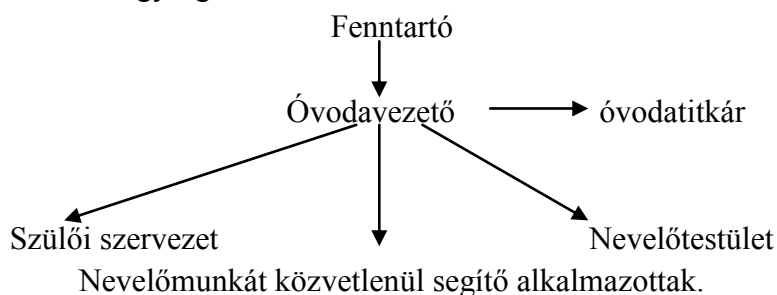 Fenntartó
Óvodavezető óvodatitkár
Szülői szervezet Nevelőtestület
Nevelőmunkát közvetlenül segítő alkalmazottak.